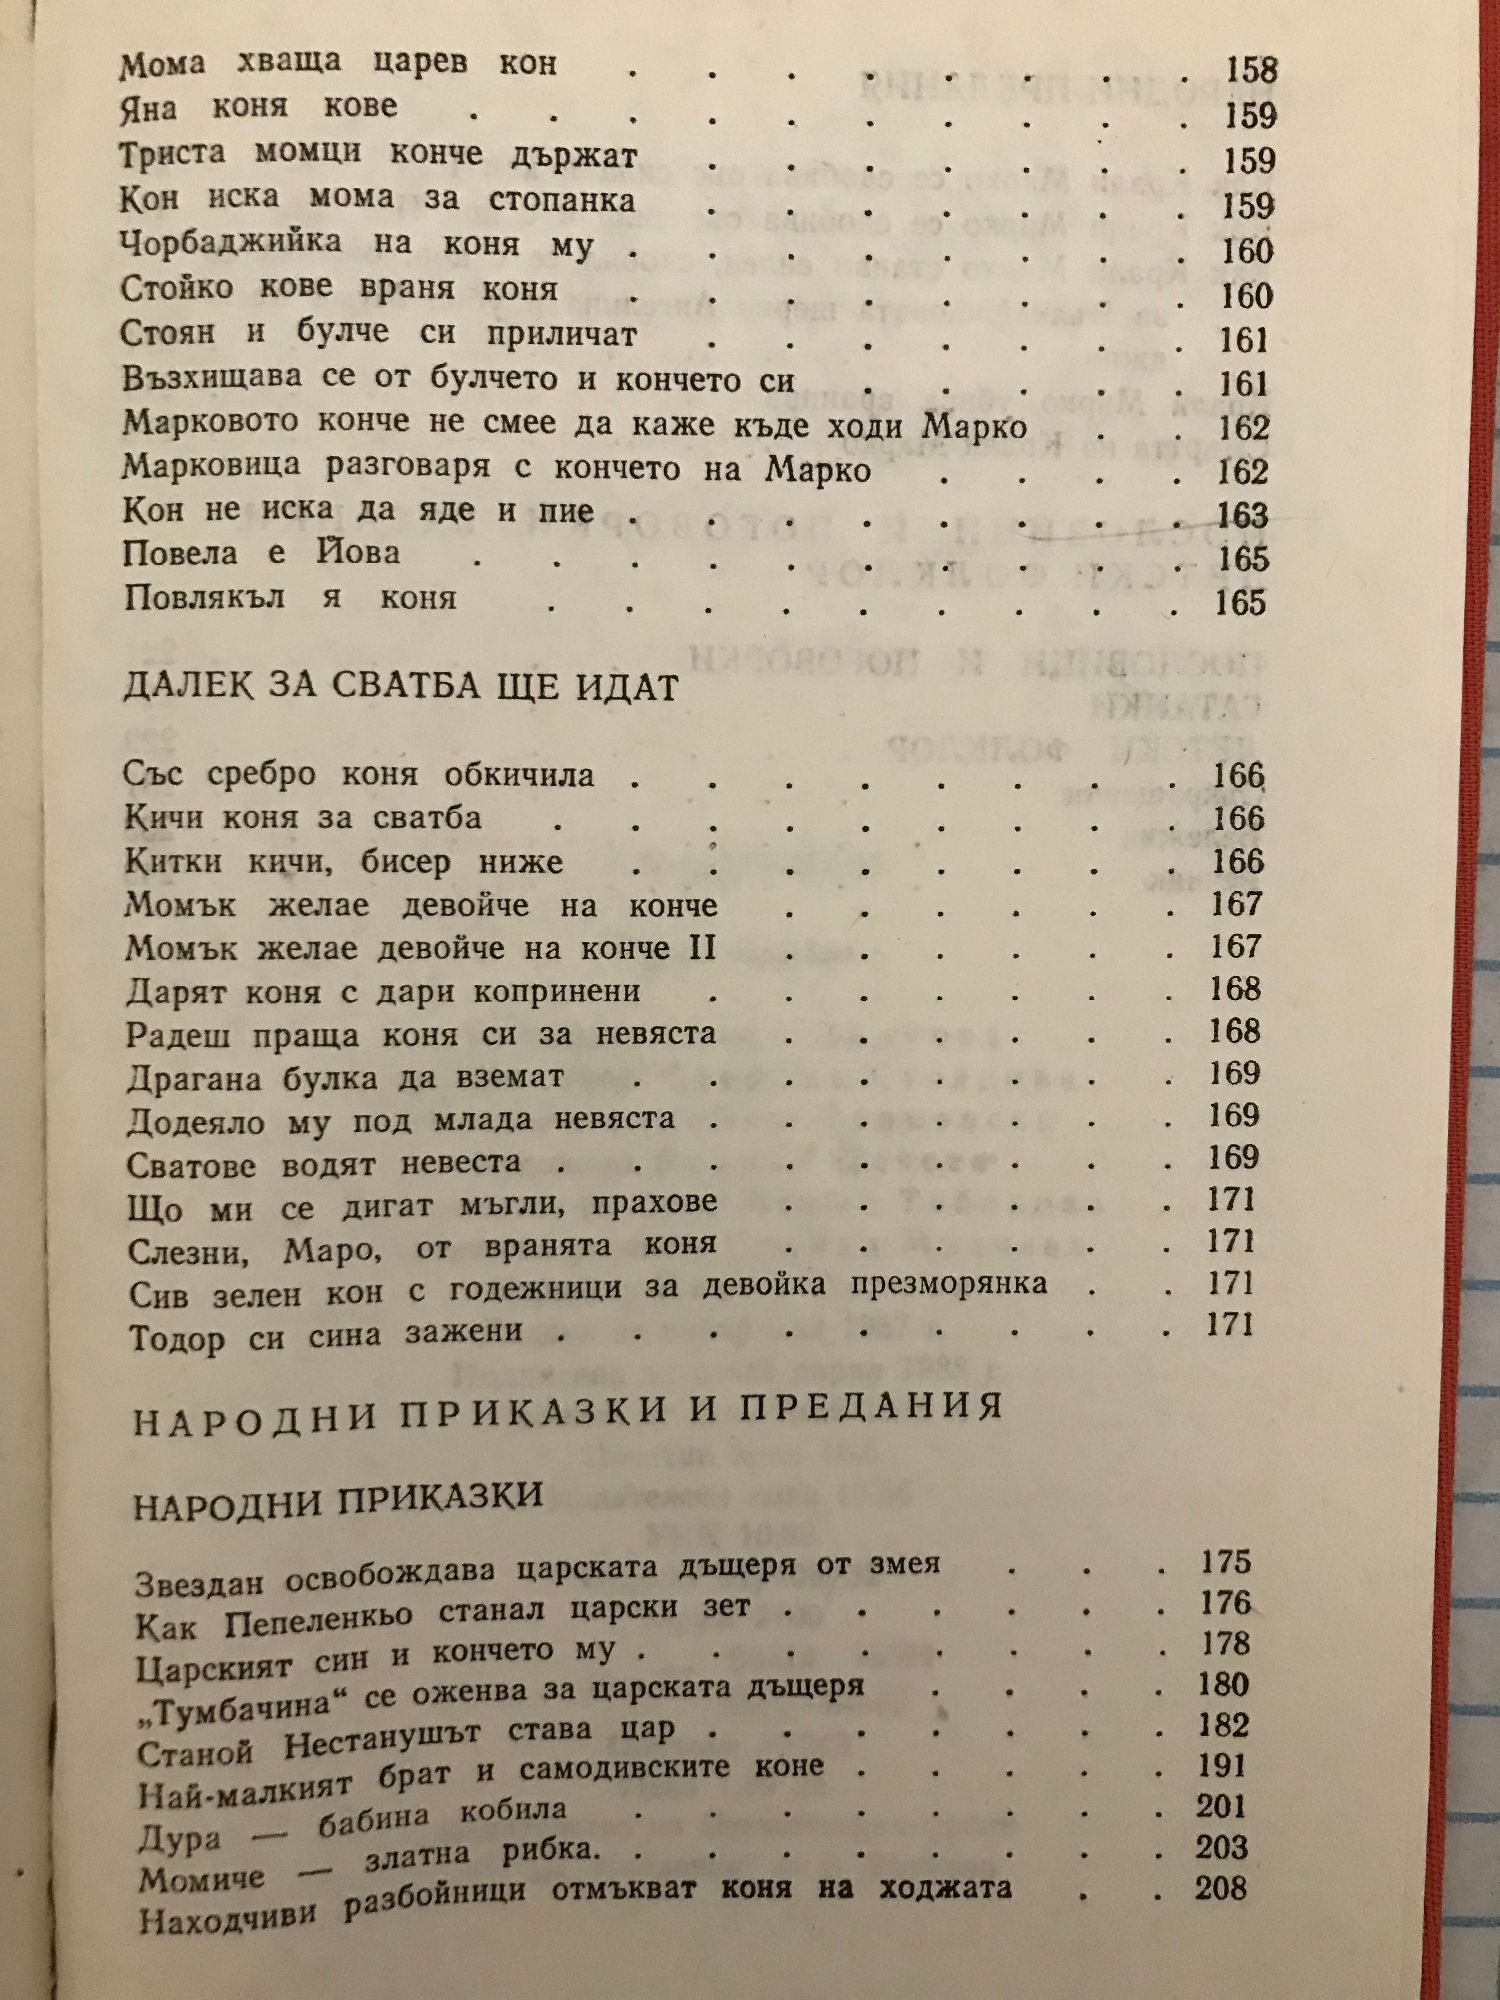 Мома хваща царев кон . . . . . . . . 158
Яна коня кове . . . . . . . . . . 159
Триста момци конче държат . . . . . . . 159
Кон иска мома за стопанка . . . . . . . 159
Чорбаджийка на коня му . . . . . . . . 160
Стойко кове враня коня . . . . . . . . 160
Стоян и булче си приличат . . . . . . . 161
Възхищава се от булчето и кончето си . . . . . 161
Марковото конче не смее да каже къде ходи Марко . . 162
Марковица разговаря с кончето на Марко . . . . 162
Кон не иска да яде и пие . . . . . . . . 163
Повела е Йова . . . . . . . . . . 165
Повлякъл я коня . . . . . . . . . 165
ДАЛЕК ЗА СВАТБА ЩЕ ИДАТ
Със сребро коня обкичила . . . . . . . . 166
Кичи коня за сватба . . . . . . . . . 166
Китки кичи, бисер ниже . . . . . . . . 166
Момък желае девойче на конче . . . . . . 167
Момък желае девойче на конче II . . . . . . 167
Дарят коня с дари копринени . . . . . . . 168
Радеш праща коня си за невяста . . . . . . 168
Драгана булка да вземат . . . . . . . . 169
Додеяло му под млада невяста . . . . . . . 169
Сватове водят невеста . . . . . . . . . 169
Що ми се дигат мъгли, прахове . . . . . . 171
Слезни, Маро, от вранята коня . . . . . . 171
Сив зелен кон с годежници за девойка презморянка . . 171
Тодор си сина зажени . . . . . . . . . 171
НАРОДНИ ПРИКАЗКИ И ПРЕДАНИЯ
НАРОДНИ ПРИКАЗКИ
Звездан освобождава царската дъщеря от змея . . . 175
Как Пепеленкьо станал царски зет . . . . . . 176
Царският син и кончето му . . . . . . . . 178
„Тумбачина“ се оженва за царската дъщеря . . . . 180
Станой Нестанушът става цар . . . . . . . 182
Най-малкият брат и самодивските коне . . . . . 191
Дура — бабина кобила . . . . . . . . 201
Момиче — златна рибка. . . . . . . . . 203
Находчиви разбойници отмъкват коня на ходжата . . 208